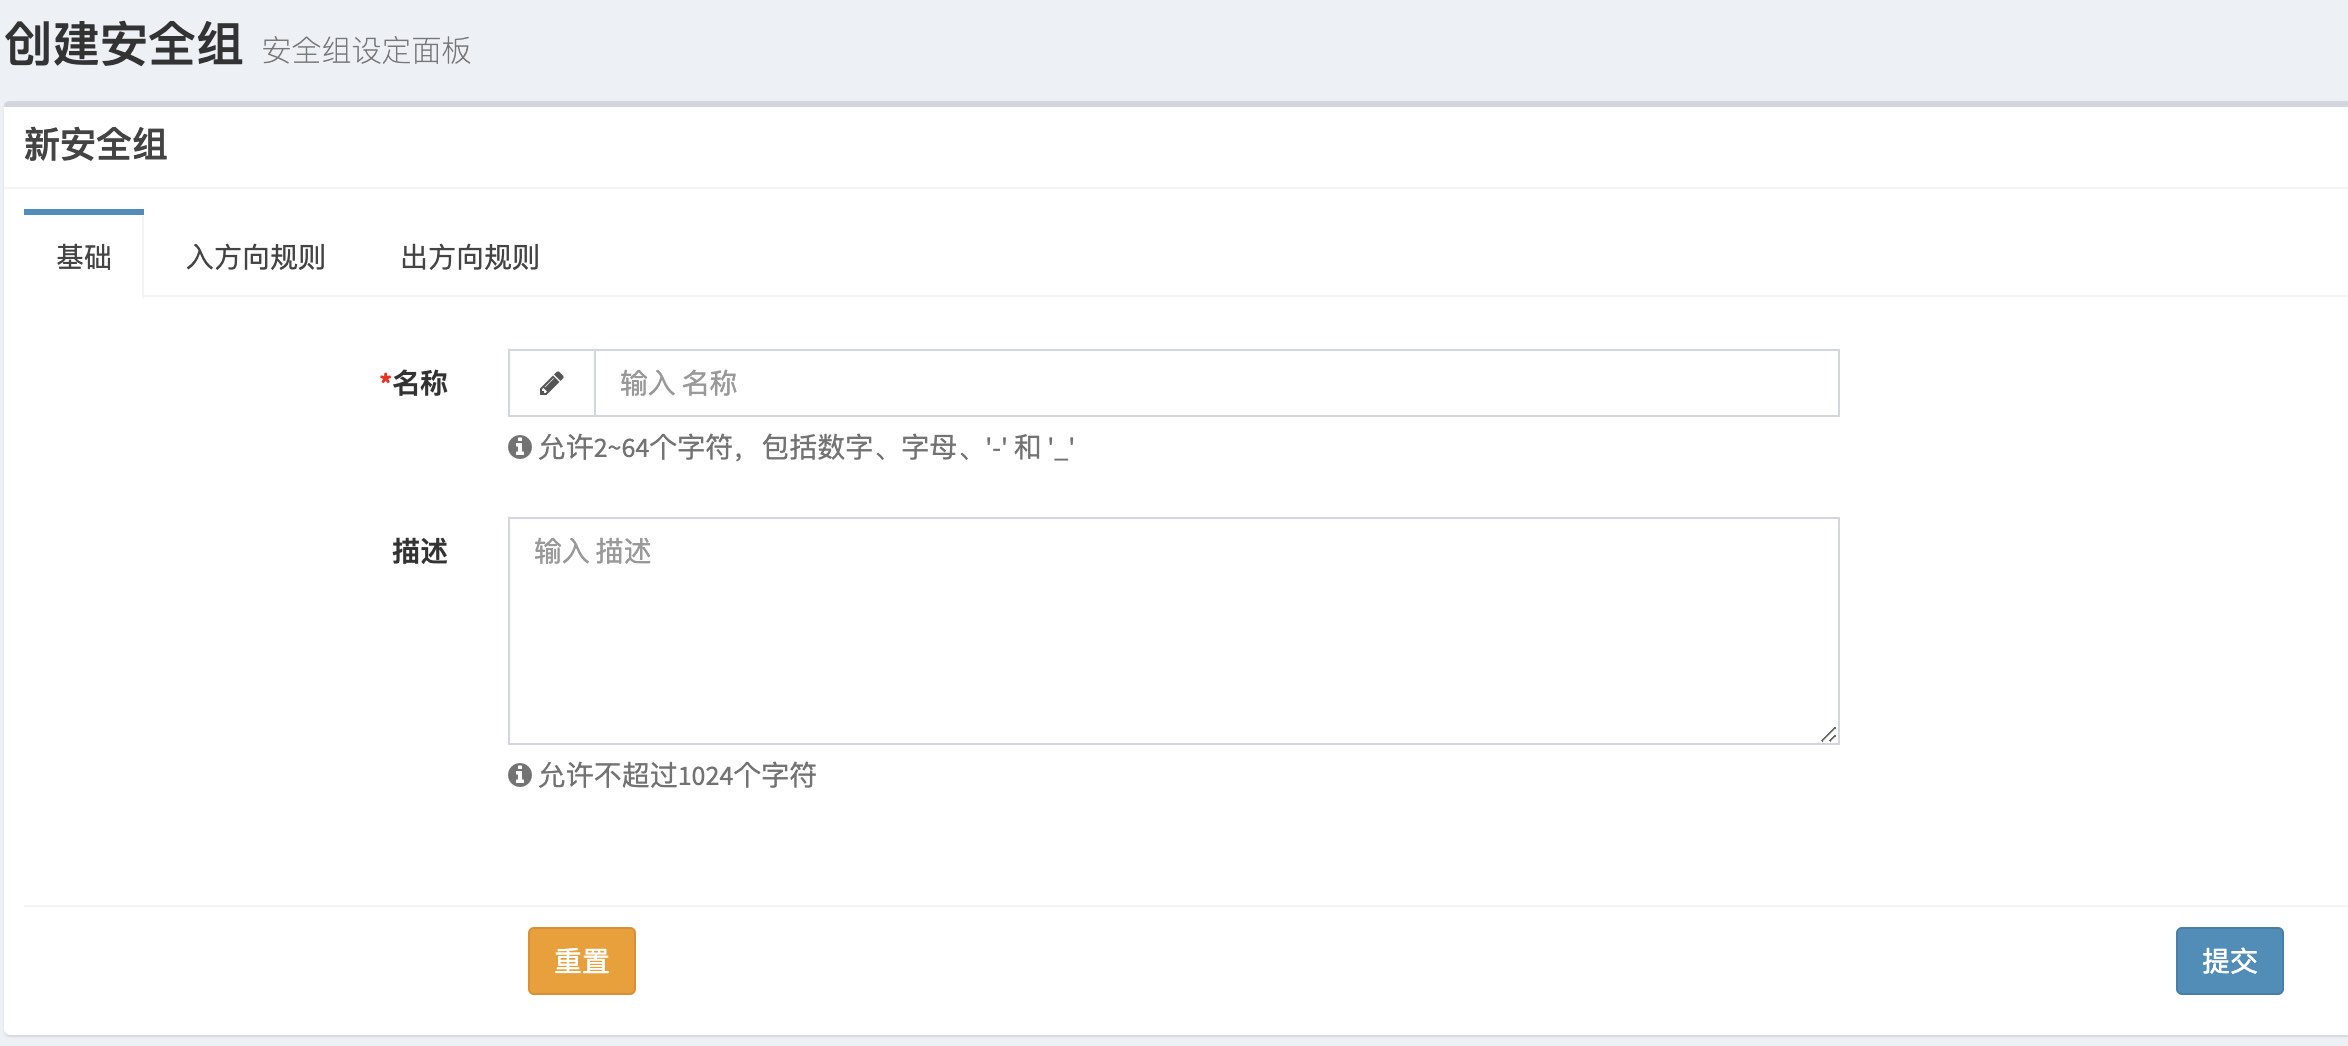 创建安全组 安全组设定面板
新安全组
基础 入方向规则 出方向规则
*名称 输入 名称
允许2~64个字符，包括数字、字母、'-' 和 '_'
描述 输入 描述
允许不超过1024个字符
重置 提交